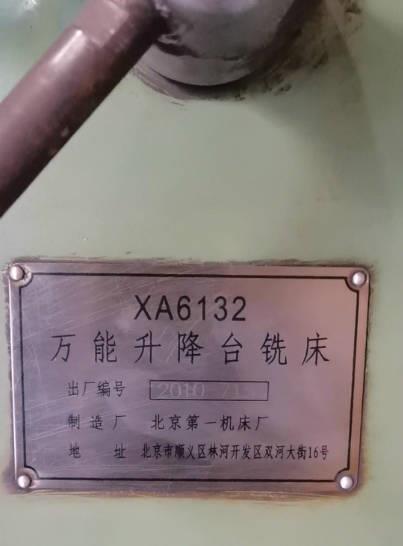 XA6132
万能升降台铣床
出厂编号 2010
制造厂 北京第一机床厂
地址 北京市顺义区林河开发区双河大街16号